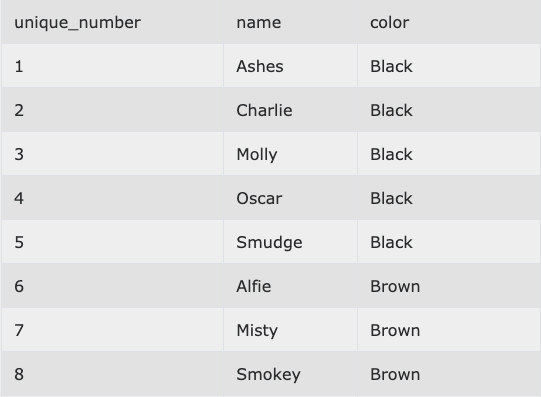 unique_number name color
1 Ashes Black
2 Charlie Black
3 Molly Black
4 Oscar Black
5 Smudge Black
6 Alfie Brown
7 Misty Brown
8 Smokey Brown